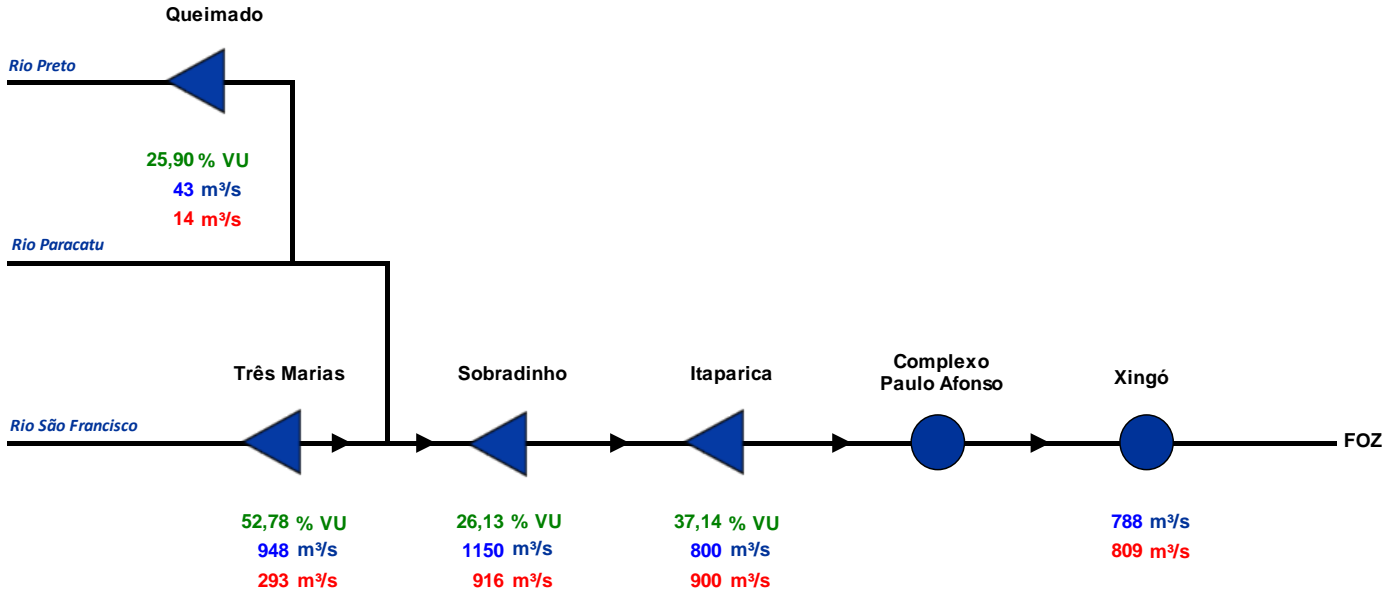 Queimado
Rio Preto
25,90 % VU
43 m³/s
14 m³/s
Rio Paracatu
Três Marias
Sobradinho
Itaparica
Complexo
Paulo Afonso
Xingó
Rio São Francisco
FOZ
52,78 % VU
948 m³/s
293 m³/s
26,13 % VU
1150 m³/s
916 m³/s
37,14 % VU
800 m³/s
900 m³/s
788 m³/s
809 m³/s